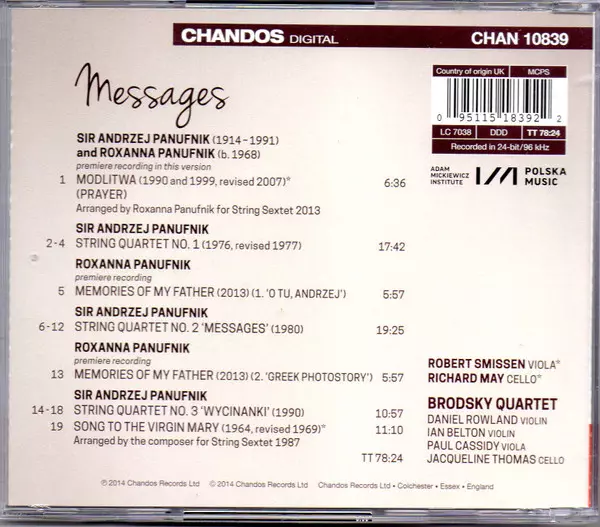 CHANDOS DIGITAL
CHAN 10839
Messages
Country of origin UK
MCPS
0 95115 18392 2
LC 7038
DDD
TT 78:24
Recorded in 24-bit/96 kHz
ADAM
MICKIEWICZ
INSTITUTE
POLSKA
MUSIC
SIR ANDRZEJ PANUFNIK (1914–1991)
and ROXANNA PANUFNIK (b. 1968)
premiere recording in this version
1 MODLITWA (1990 and 1999, revised 2007)* 6:36
(PRAYER)
Arranged by Roxanna Panufnik for String Sextet 2013
SIR ANDRZEJ PANUFNIK
2-4 STRING QUARTET NO. 1 (1976, revised 1977) 17:42
ROXANNA PANUFNIK
premiere recording
5 MEMORIES OF MY FATHER (2013) (1. 'O TU, ANDRZEJ') 5:57
SIR ANDRZEJ PANUFNIK
6-12 STRING QUARTET NO. 2 'MESSAGES' (1980) 19:25
ROXANNA PANUFNIK
premiere recording
13 MEMORIES OF MY FATHER (2013) (2. 'GREEK PHOTOSTORY') 5:57
SIR ANDRZEJ PANUFNIK
14-18 STRING QUARTET NO. 3 'WYCINANKI' (1990) 10:57
19 SONG TO THE VIRGIN MARY (1964, revised 1969)* 11:10
Arranged by the composer for String Sextet 1987
TT 78:24
ROBERT SMISSEN VIOLA*
RICHARD MAY CELLO*
BRODSKY QUARTET
DANIEL ROWLAND VIOLIN
IAN BELTON VIOLIN
PAUL CASSIDY VIOLA
JACQUELINE THOMAS CELLO
℗ 2014 Chandos Records Ltd © 2014 Chandos Records Ltd Chandos Records Ltd • Colchester • Essex • England